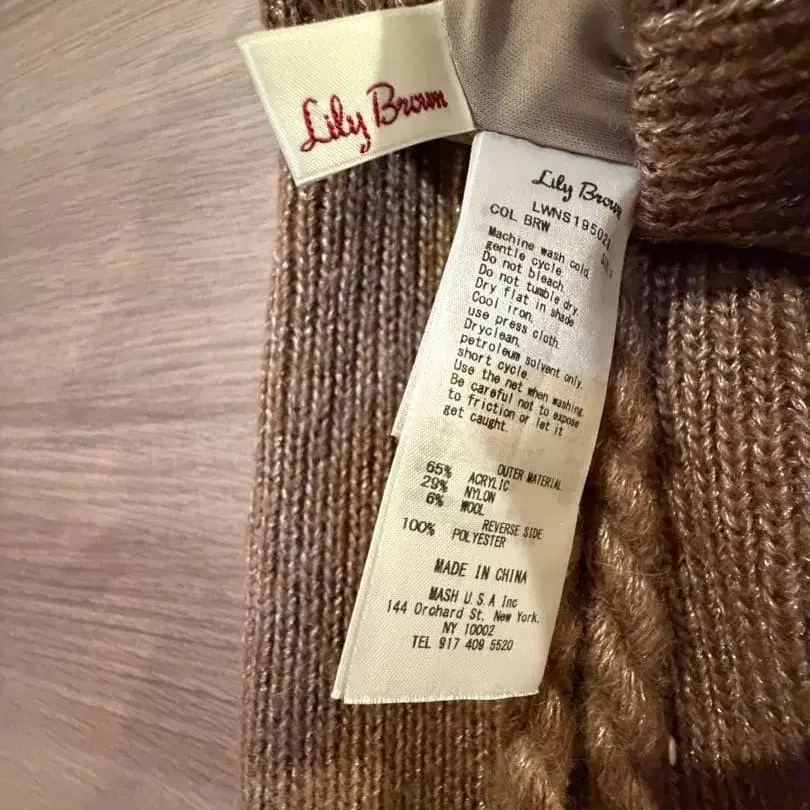 Lily Brown
Lily Brown
LWNS195021
COL BRW
Machine wash cold,
gentle cycle.
Do not bleach.
Do not tumble dry.
Dry flat in shade.
Cool iron,
use press cloth.
Dryclean,
petroleum solvent only,
short cycle.
Use the net when washing.
Be careful not to expose
to friction or let it
get caught.
OUTER MATERIAL
65% ACRYLIC
29% NYLON
6% WOOL
REVERSE SIDE
100% POLYESTER
MADE IN CHINA
MASH U.S.A Inc
144 Orchard St. New York,
NY 10002
TEL 917 409 5520